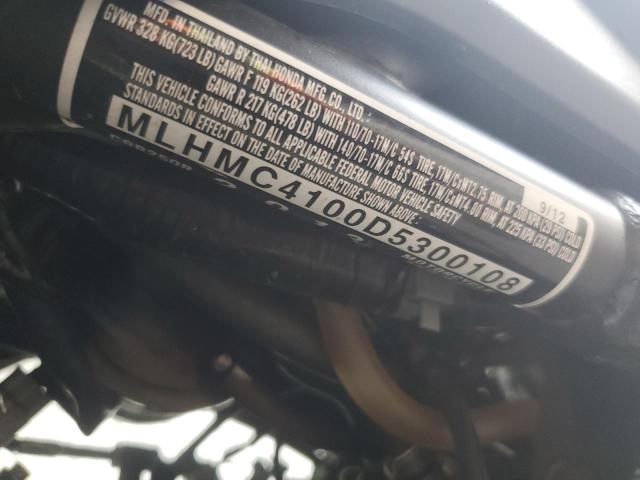 MFD. IN THAILAND BY THAI HONDA MFG. CO., LTD.: 9/12
GVWR 328 KG(723 LB) GAWR F 119 KG(262 LB) WITH 110/70-17M/C 54S TIRE, 17M/CXMT2.75 RIM, AT 200 KPA (29 PSI) COLD
GAWR R 217 KG(478 LB) WITH 140/70-17M/C 66S TIRE, 17M/CXMT4.00 RIM, AT 225 KPA (33 PSI) COLD
THIS VEHICLE CONFORMS TO ALL APPLICABLE FEDERAL MOTOR VEHICLE SAFETY
STANDARDS IN EFFECT ON THE DATE OF MANUFACTURE SHOWN ABOVE.
MLHMC4100D5300108
CBR250R MOTORCYCLE